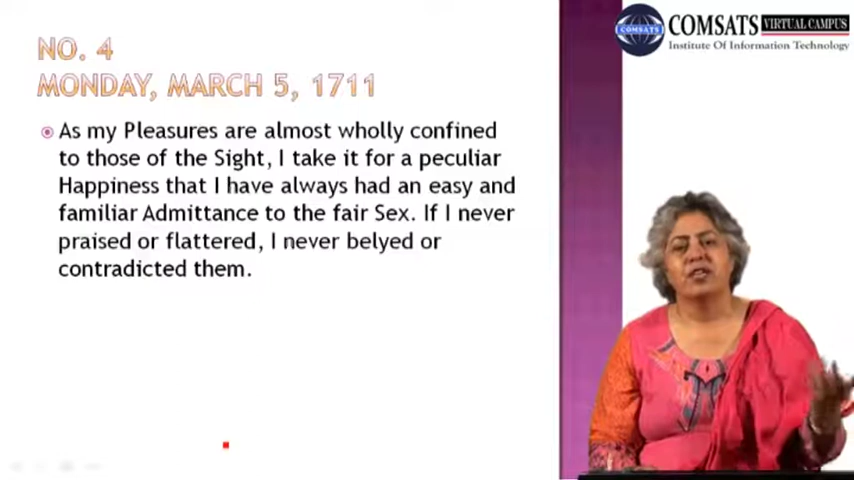 NO. 4
MONDAY, MARCH 5, 1711
As my Pleasures are almost wholly confined
to those of the Sight, I take it for a peculiar
Happiness that I have always had an easy and
familiar Admittance to the fair Sex. If I never
praised or flattered, I never belyed or
contradicted them.
COMSATS
COMSATS VIRTUAL CAMPUS
Institute Of Information Technology